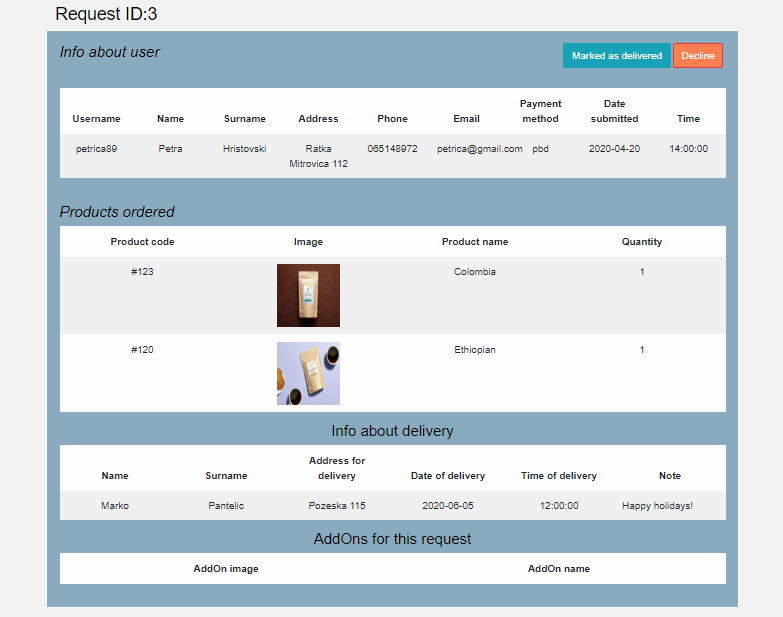 Request ID:3
Info about user
Marked as delivered Decline
Username Name Surname Address Phone Email Payment method Date submitted Time
petrica89 Petra Hristovski Ratka Mitrovica 112 065148972 petrica@gmail.com pbd 2020-04-20 14:00:00
Products ordered
Product code Image Product name Quantity
#123 Colombia 1
#120 Ethiopian 1
Info about delivery
Name Surname Address for delivery Date of delivery Time of delivery Note
Marko Pantelic Pozeska 115 2020-06-05 12:00:00 Happy holidays!
AddOns for this request
AddOn image AddOn name